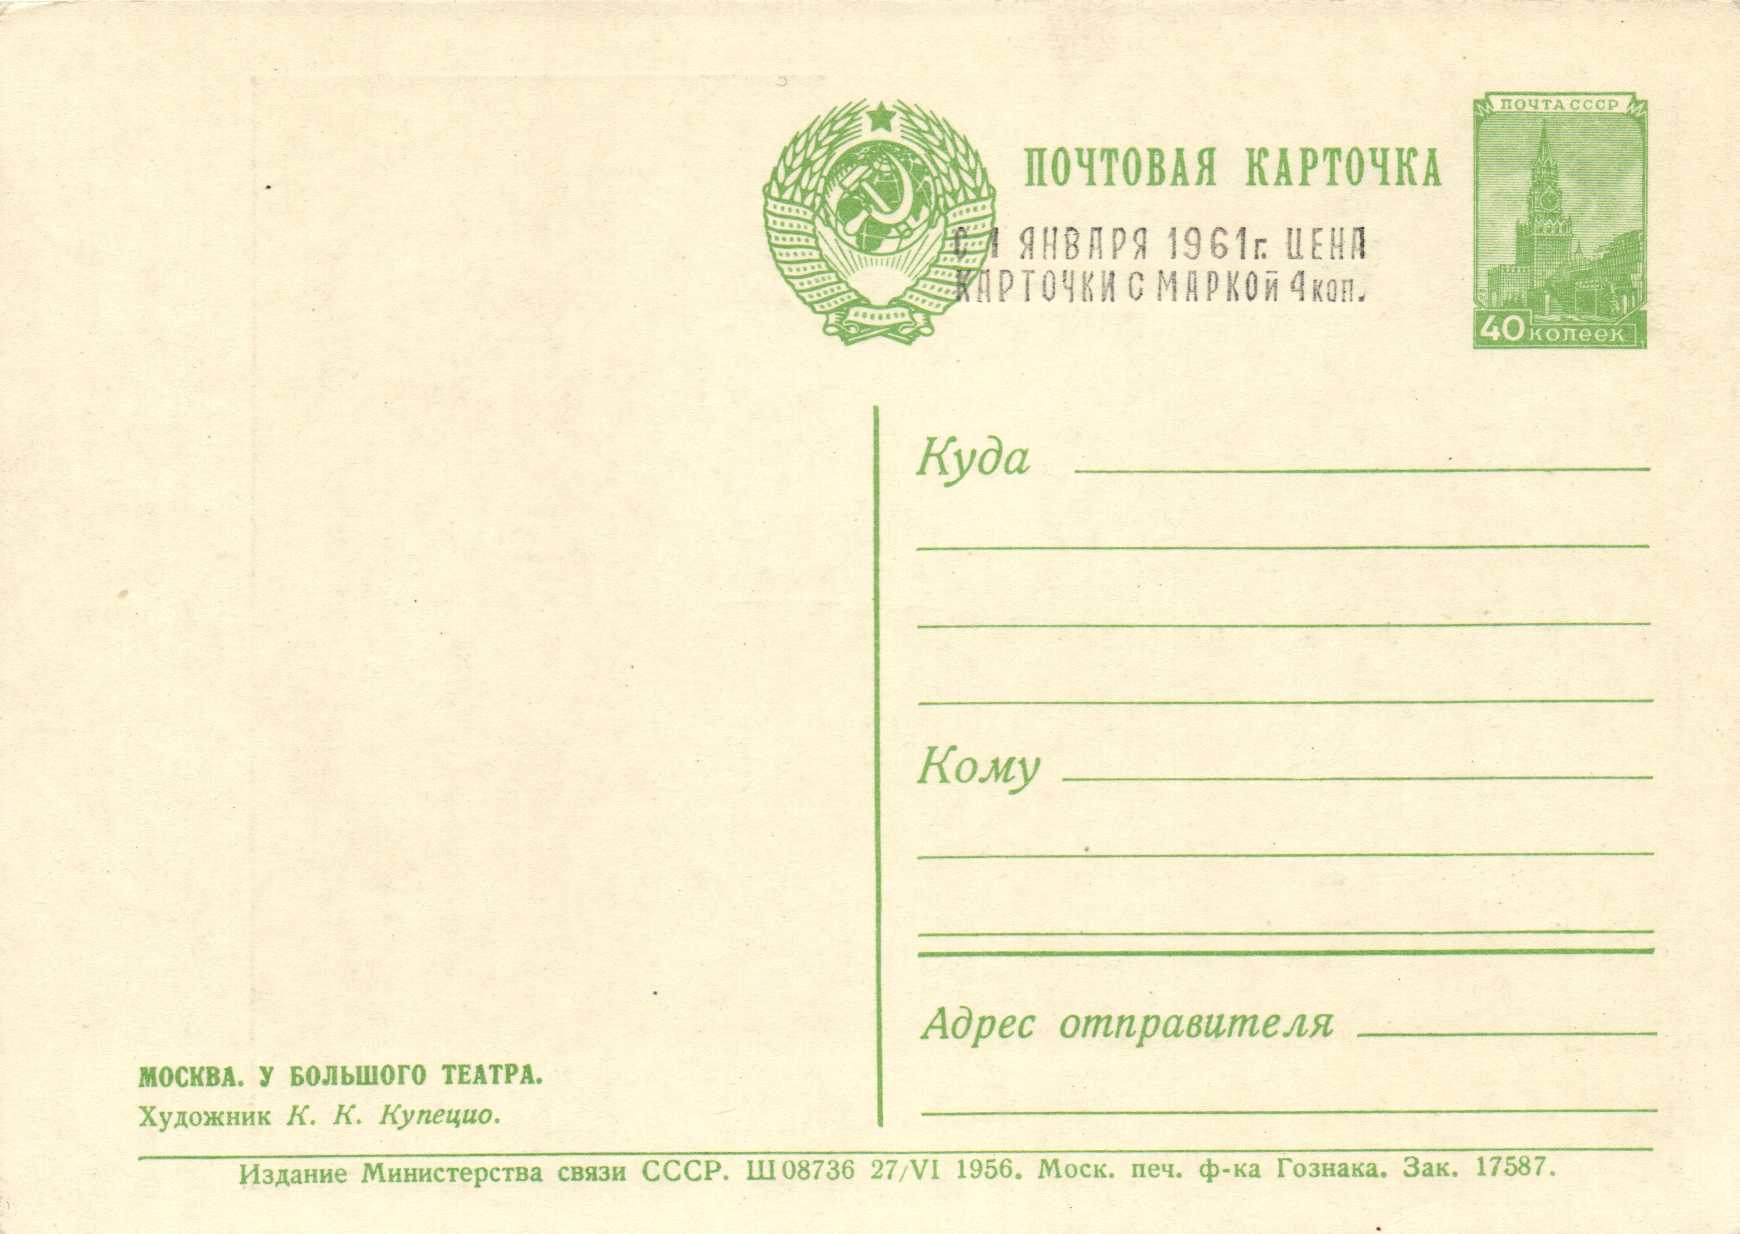 ПОЧТОВАЯ КАРТОЧКА
ПОЧТА СССР
40 КОПЕЕК
С 1 ЯНВАРЯ 1961 г. ЦЕНА
КАРТОЧКИ С МАРКОЙ 4 коп.
Куда
Кому
Адрес отправителя
МОСКВА. У БОЛЬШОГО ТЕАТРА.
Художник К. К. Купецио.
Издание Министерства связи СССР. Ш 08736 27/VI 1956. Моск. печ. ф-ка Гознака. Зак. 17587.